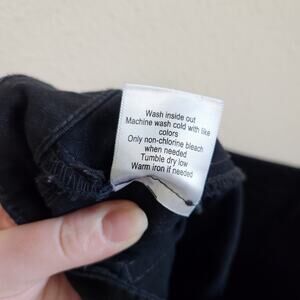 Wash inside out
Machine wash cold with like
colors
Only non-chlorine bleach
when needed
Tumble dry low
Warm iron if needed